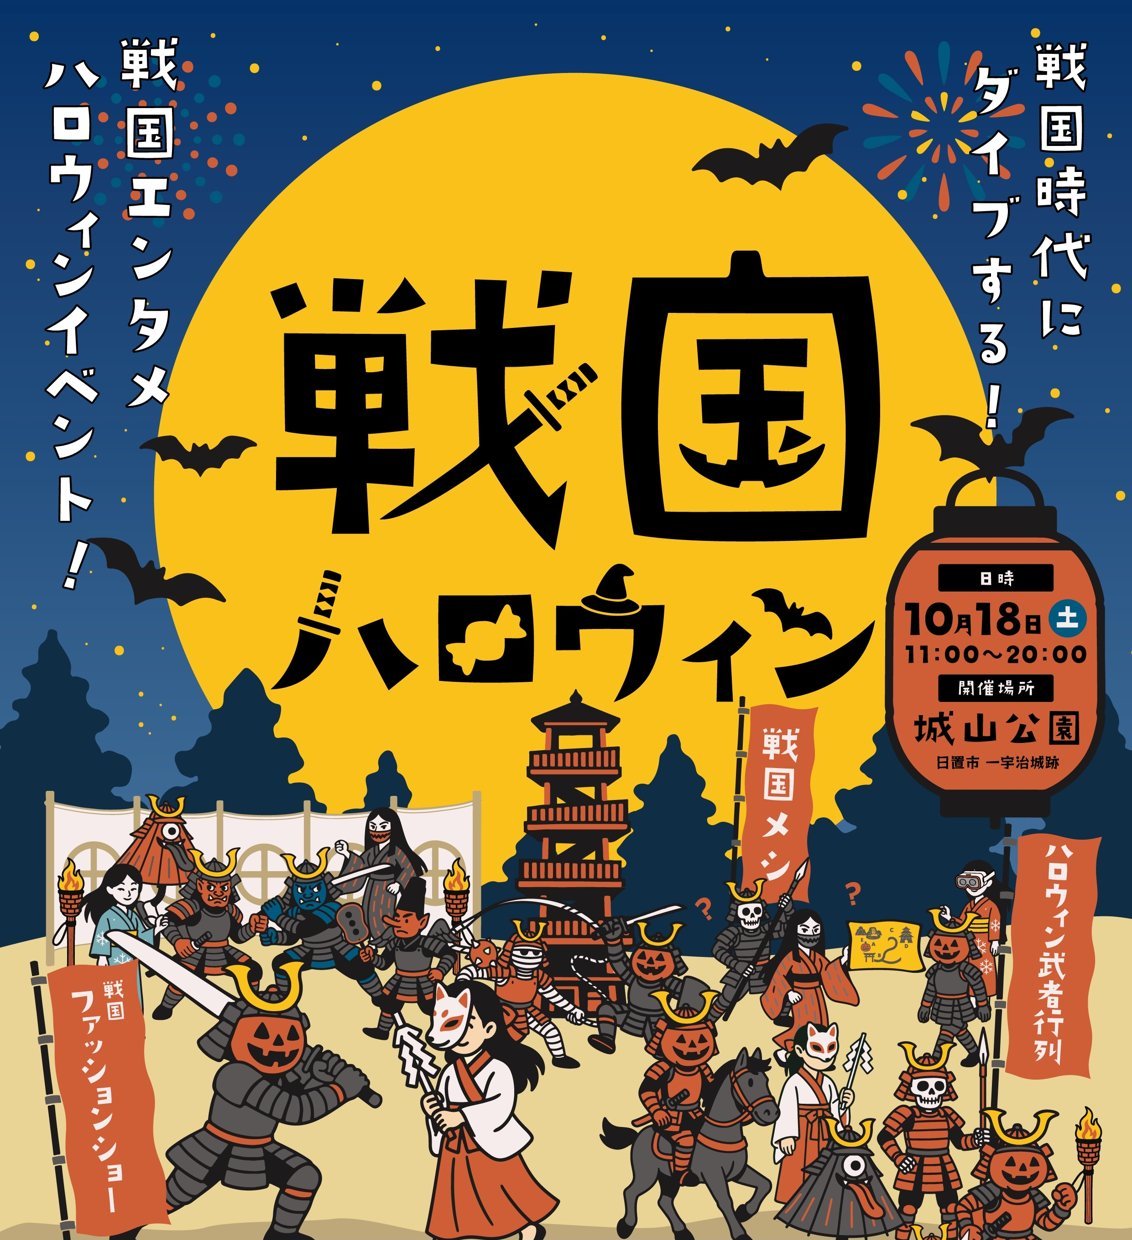 戦国時代に
ダイブする!
戦国エンタメ
ハロウィンイベント!
戦国
ハロウィン
日時
10月18日 土
11:00〜20:00
開催場所
城山公園
日置市 一宇治城跡
戦国メシ
ハロウィン武者行列
戦国
ファッションショー
?
?